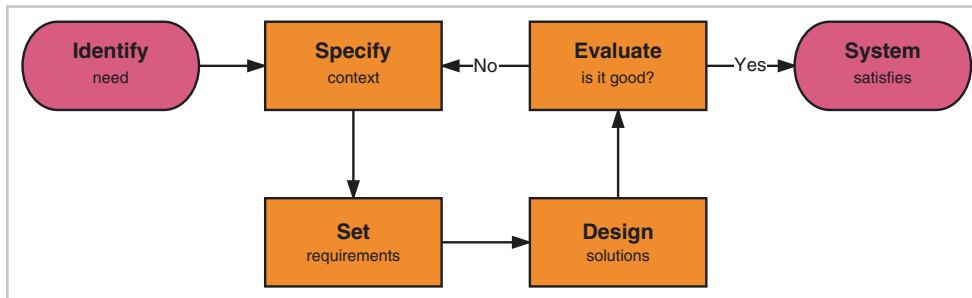 Identify
need
Specify
context
No
Evaluate
is it good?
Yes
System
satisfies
Set
requirements
Design
solutions